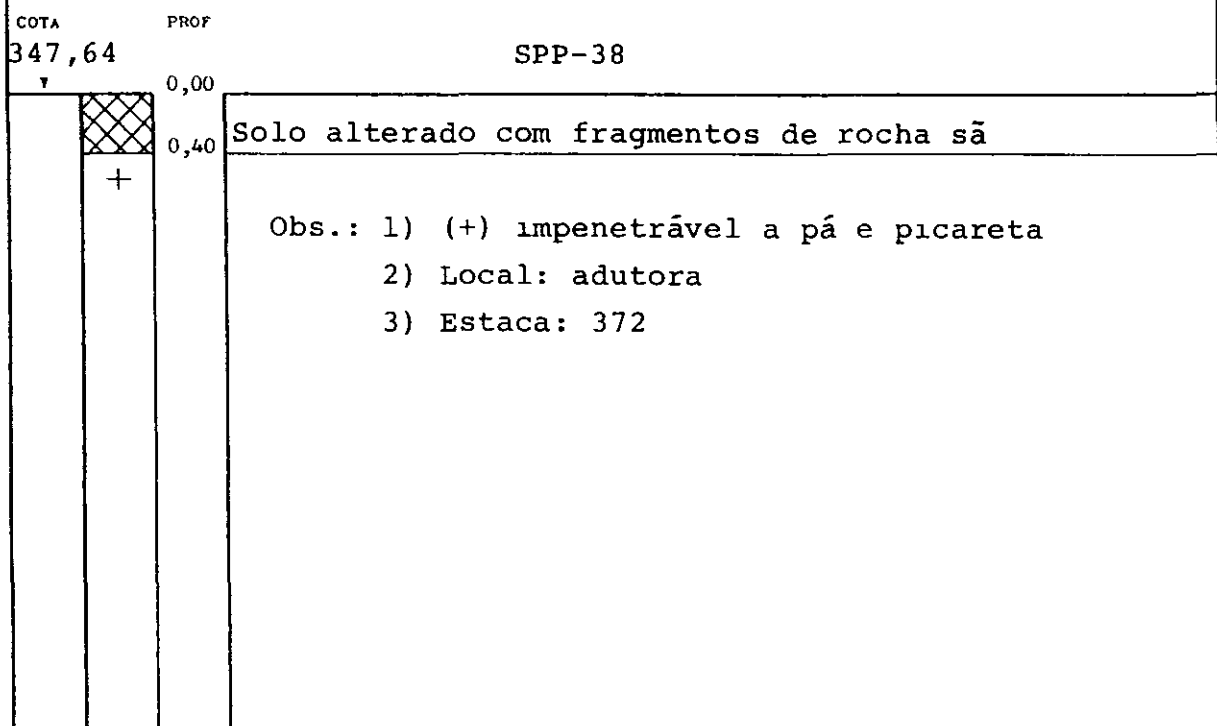 COTA PROF
347,64 SPP-38
0,00
0,40 Solo alterado com fragmentos de rocha sã
+
Obs.: 1) (+) impenetrável a pá e picareta
2) Local: adutora
3) Estaca: 372